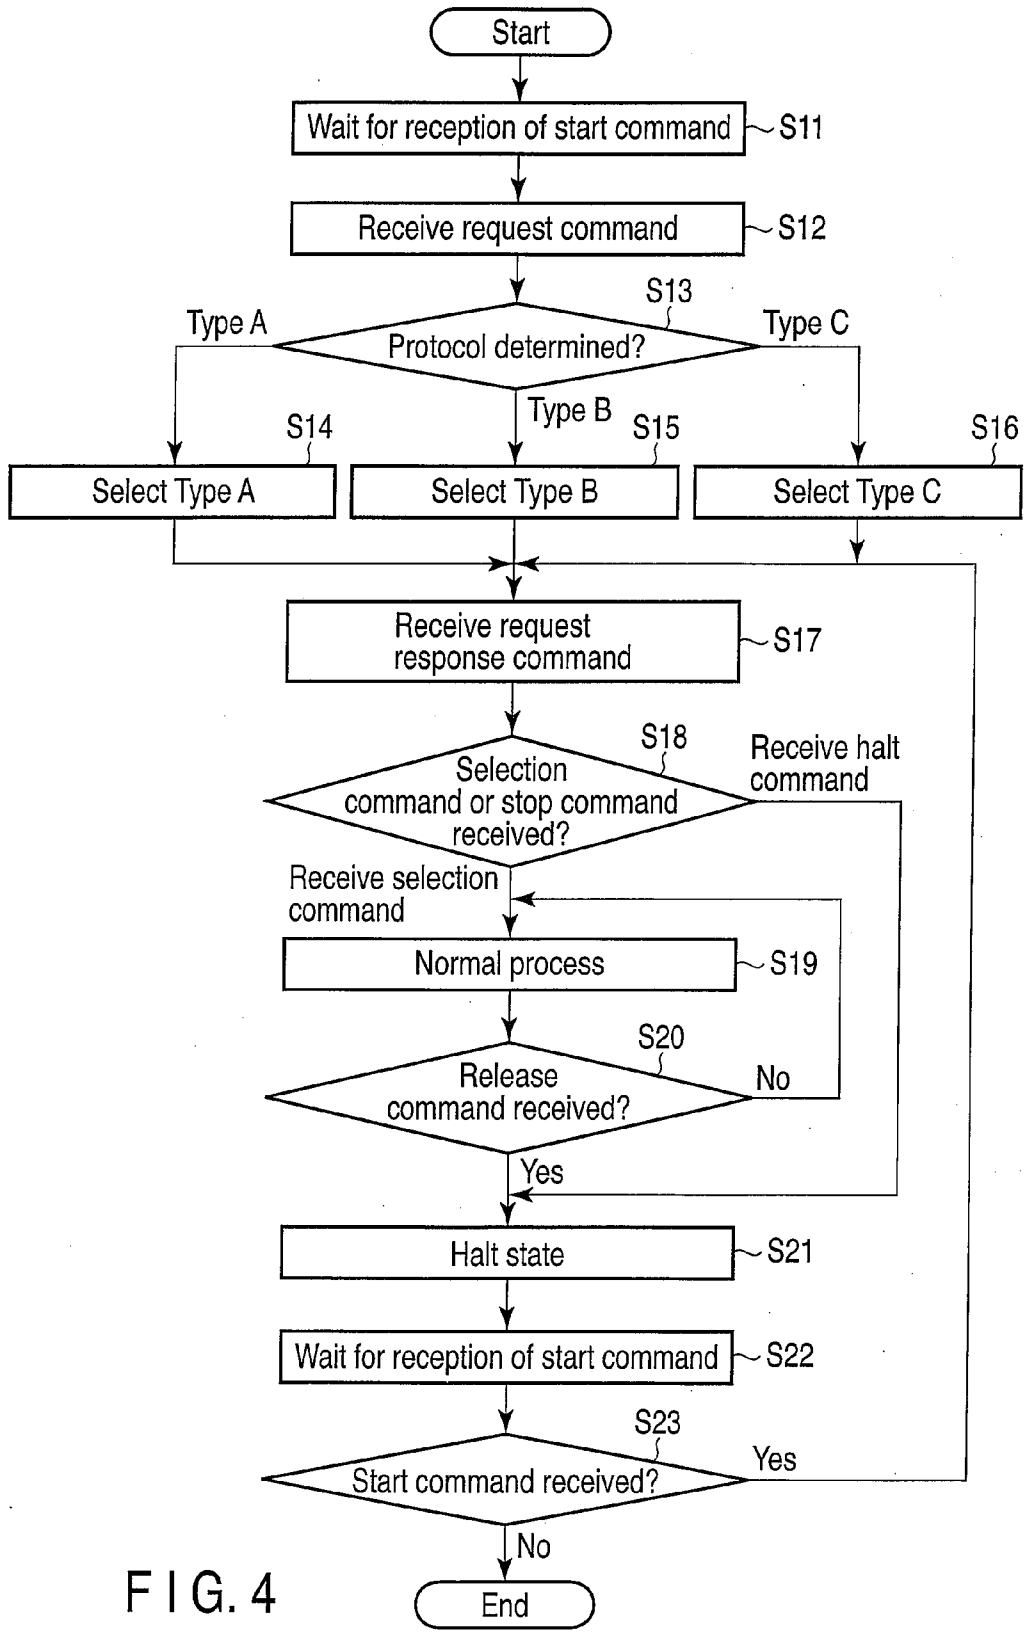 Start
Wait for reception of start command
S11
Receive request command
S12
S13
Type A
Protocol determined?
Type C
Type B
S14
S15
S16
Select Type A
Select Type B
Select Type C
Receive request
response command
S17
S18
Selection
command or stop command
received?
Receive halt
command
Receive selection
command
Normal process
S19
S20
Release
command received?
No
Yes
Halt state
S21
Wait for reception of start command
S22
S23
Start command received?
Yes
No
End
FIG. 4